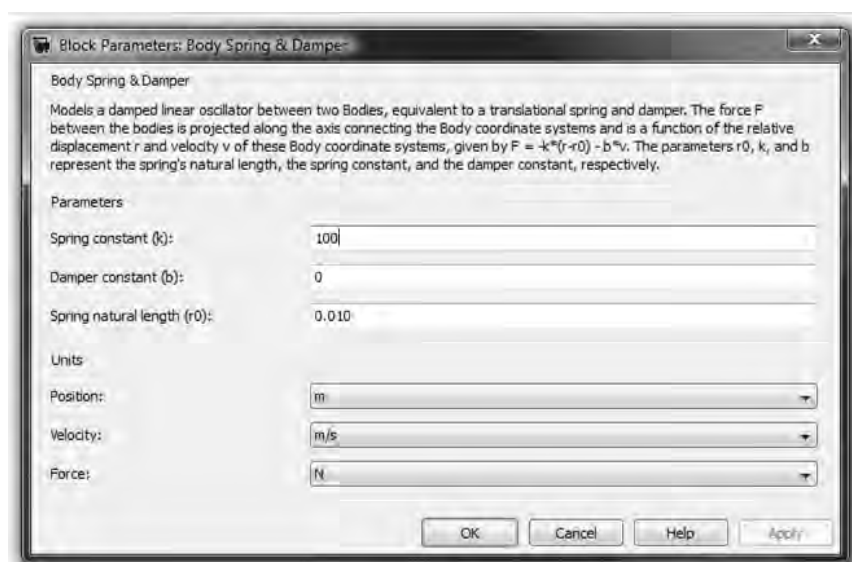 Block Parameters: Body Spring & Damper
X
Body Spring & Damper
Models a damped linear oscillator between two Bodies, equivalent to a translational spring and damper. The force F
between the bodies is projected along the axis connecting the Body coordinate systems and is a function of the relative
displacement r and velocity v of these Body coordinate systems, given by F = -k*(r-r0) - b*v. The parameters r0, k, and b
represent the spring's natural length, the spring constant, and the damper constant, respectively.
Parameters
Spring constant (k): 100
Damper constant (b): 0
Spring natural length (r0): 0.010
Units
Position: m
Velocity: m/s
Force: N
OK Cancel Help Apply